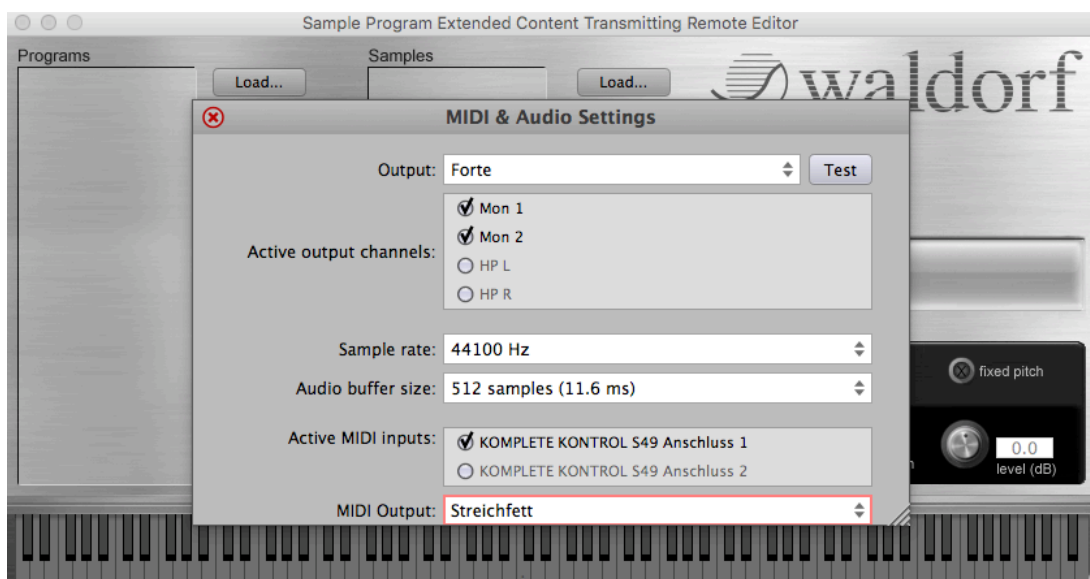 Sample Program Extended Content Transmitting Remote Editor
Programs
Samples
Load...
Load...
waldorf
MIDI & Audio Settings
Output: Forte Test
Active output channels:
Mon 1
Mon 2
HP L
HP R
Sample rate: 44100 Hz
Audio buffer size: 512 samples (11.6 ms)
Active MIDI inputs: KOMPLETE KONTROL S49 Anschluss 1
KOMPLETE KONTROL S49 Anschluss 2
MIDI Output: Streichfett
fixed pitch
0.0
level (dB)